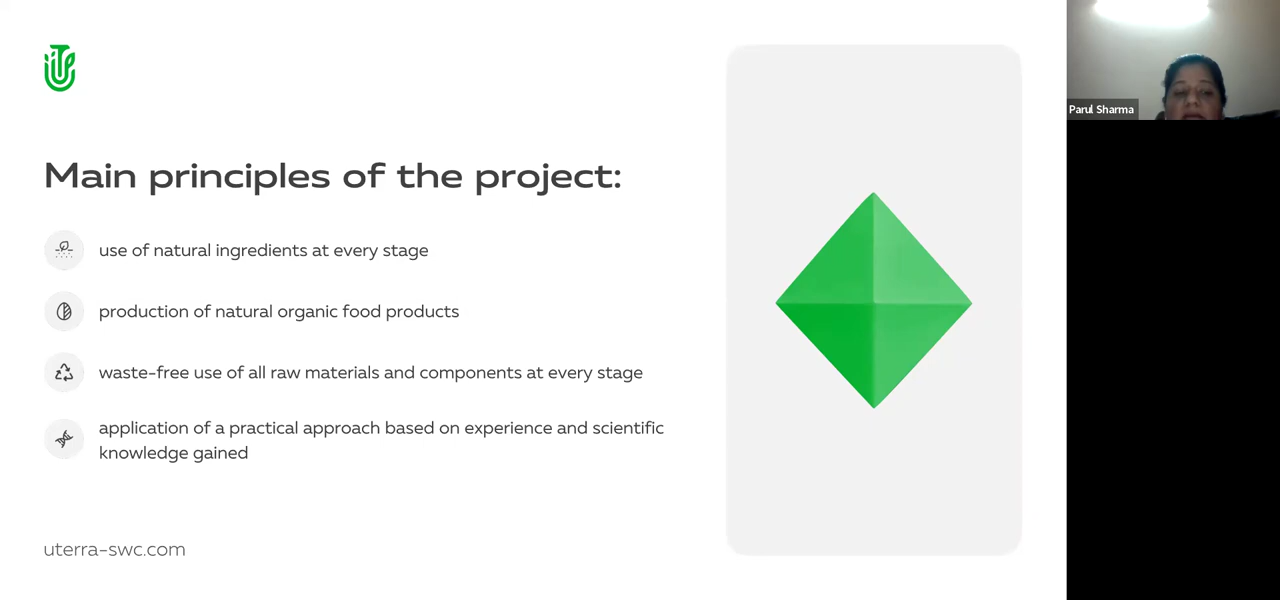 Main principles of the project:
use of natural ingredients at every stage
production of natural organic food products
waste-free use of all raw materials and components at every stage
application of a practical approach based on experience and scientific
knowledge gained
uterra-swc.com
Parul Sharma